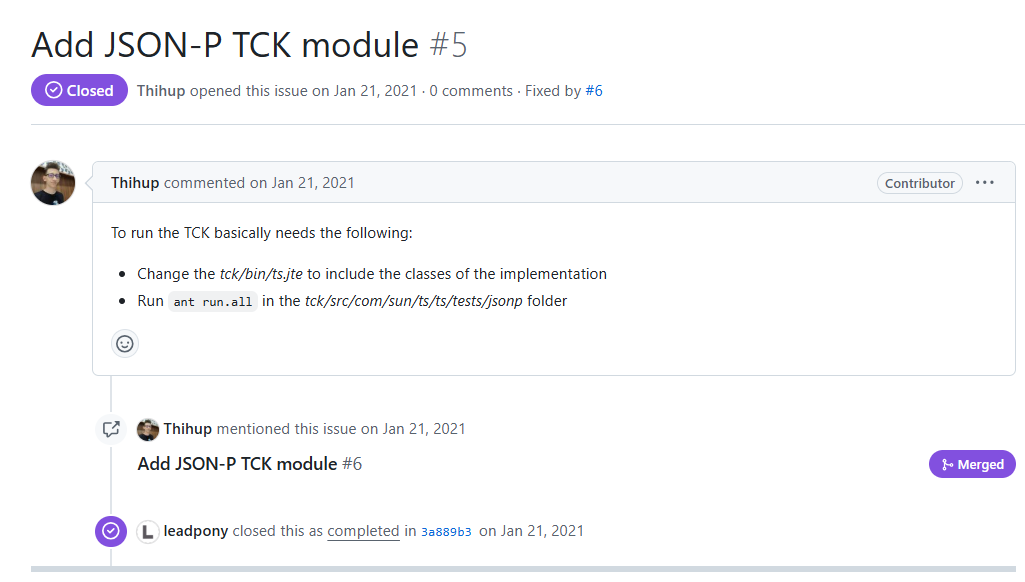 Add JSON-P TCK module #5
Closed Thihup opened this issue on Jan 21, 2021 · 0 comments · Fixed by #6
Thihup commented on Jan 21, 2021 Contributor ···
To run the TCK basically needs the following:
• Change the tck/bin/ts.jte to include the classes of the implementation
• Run ant run.all in the tck/src/com/sun/ts/ts/tests/jsonp folder
Thihup mentioned this issue on Jan 21, 2021
Add JSON-P TCK module #6 Merged
L leadpony closed this as completed in 3a889b3 on Jan 21, 2021